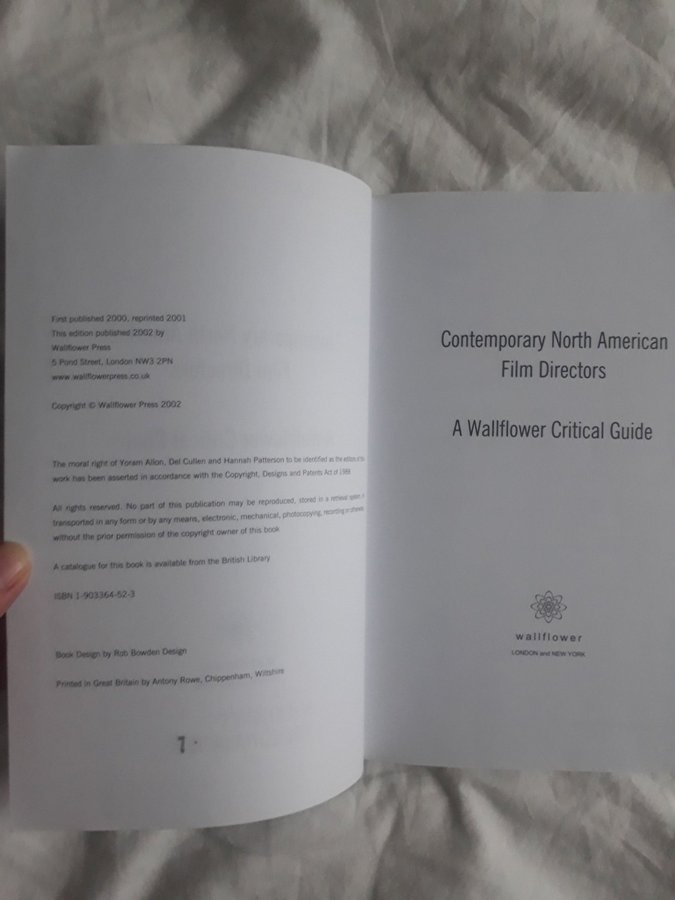 First published 2000, reprinted 2001
This edition published 2002 by
Wallflower Press
5 Pond Street, London NW3 2PN
www.wallflowerpress.co.uk
Copyright © Wallflower Press 2002
The moral right of Yoram Allon, Del Cullen and Hannah Patterson to be identified as the editors of this
work has been asserted in accordance with the Copyright, Designs and Patents Act of 1988
All rights reserved. No part of this publication may be reproduced, stored in a retrieval system, or
transported in any form or by any means, electronic, mechanical, photocopying, recording or otherwise,
without the prior permission of the copyright owner of this book
A catalogue for this book is available from the British Library
ISBN 1-903364-52-3
Book Design by Rob Bowden Design
Printed in Great Britain by Antony Rowe, Chippenham, Wiltshire
Contemporary North American
Film Directors
A Wallflower Critical Guide
wallflower
LONDON and NEW YORK